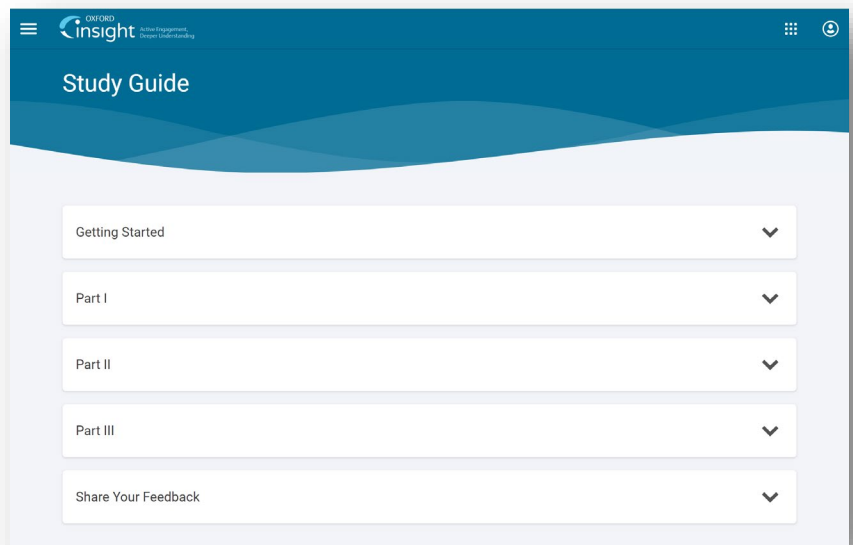 OXFORD
insight
Active Engagement,
Deeper Understanding
Study Guide
Getting Started
Part I
Part II
Part III
Share Your Feedback